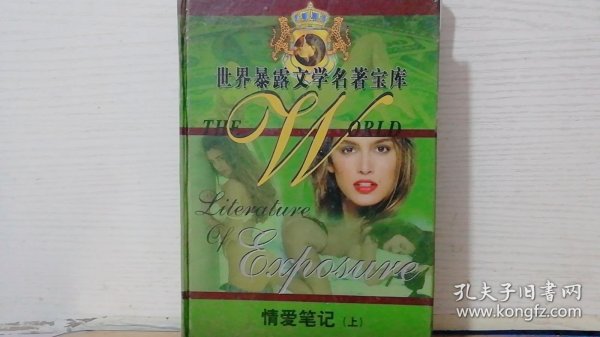 世界暴露文学名著宝库
THE WORLD
Literature
Of Exposure
情爱笔记（上）
孔夫子旧书网
www.kongfz.com